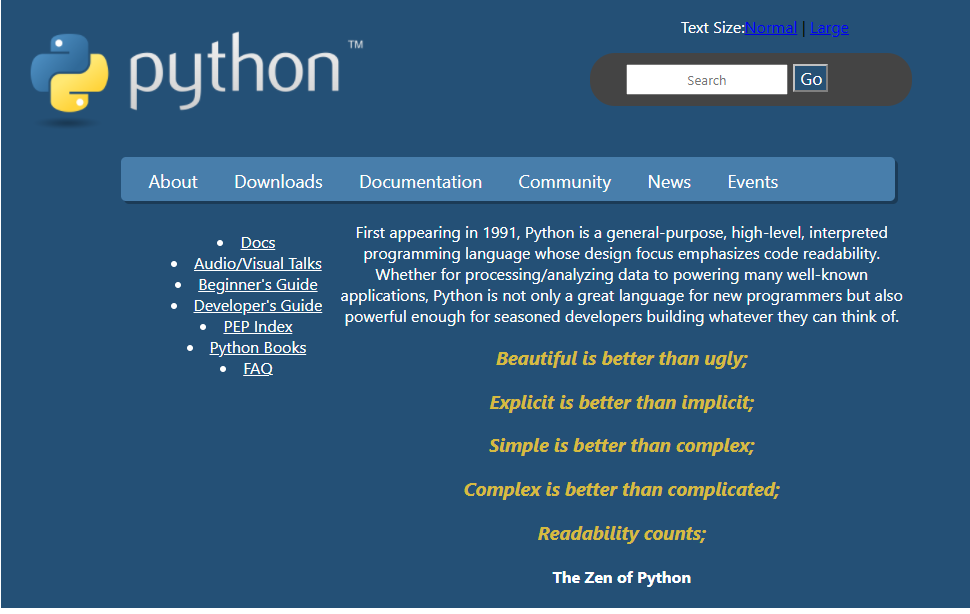 python™
Text Size:Normal | Large
Search
Go
About Downloads Documentation Community News Events
Docs
Audio/Visual Talks
Beginner's Guide
Developer's Guide
PEP Index
Python Books
FAQ
First appearing in 1991, Python is a general-purpose, high-level, interpreted
programming language whose design focus emphasizes code readability.
Whether for processing/analyzing data to powering many well-known
applications, Python is not only a great language for new programmers but also
powerful enough for seasoned developers building whatever they can think of.
Beautiful is better than ugly;
Explicit is better than implicit;
Simple is better than complex;
Complex is better than complicated;
Readability counts;
The Zen of Python